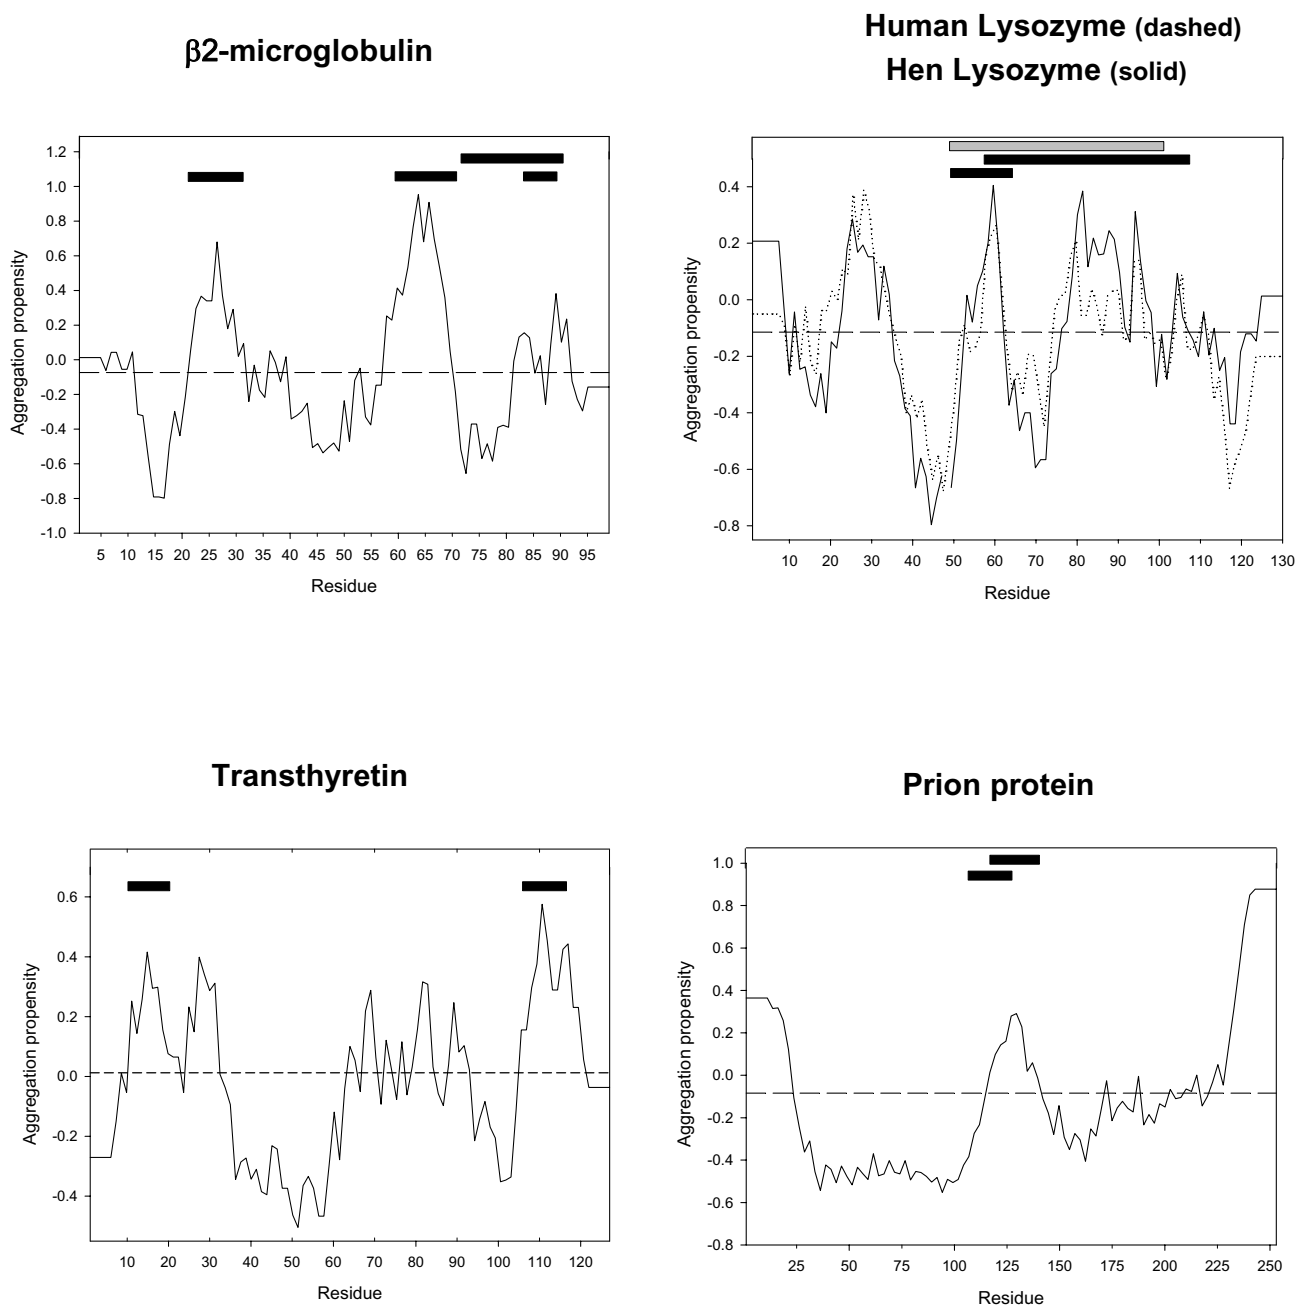 β2-microglobulin
Aggregation propensity
1.2
1.0
0.8
0.6
0.4
0.2
0.0
-0.2
-0.4
-0.6
-0.8
-1.0
5 10 15 20 25 30 35 40 45 50 55 60 65 70 75 80 85 90 95
Residue
Human Lysozyme (dashed)
Hen Lysozyme (solid)
Aggregation propensity
0.4
0.2
0.0
-0.2
-0.4
-0.6
-0.8
10 20 30 40 50 60 70 80 90 100 110 120 130
Residue
Transthyretin
Aggregation propensity
0.6
0.4
0.2
0.0
-0.2
-0.4
10 20 30 40 50 60 70 80 90 100 110 120
Residue
Prion protein
Aggregation propensity
1.0
0.8
0.6
0.4
0.2
0.0
-0.2
-0.4
-0.6
-0.8
25 50 75 100 125 150 175 200 225 250
Residue